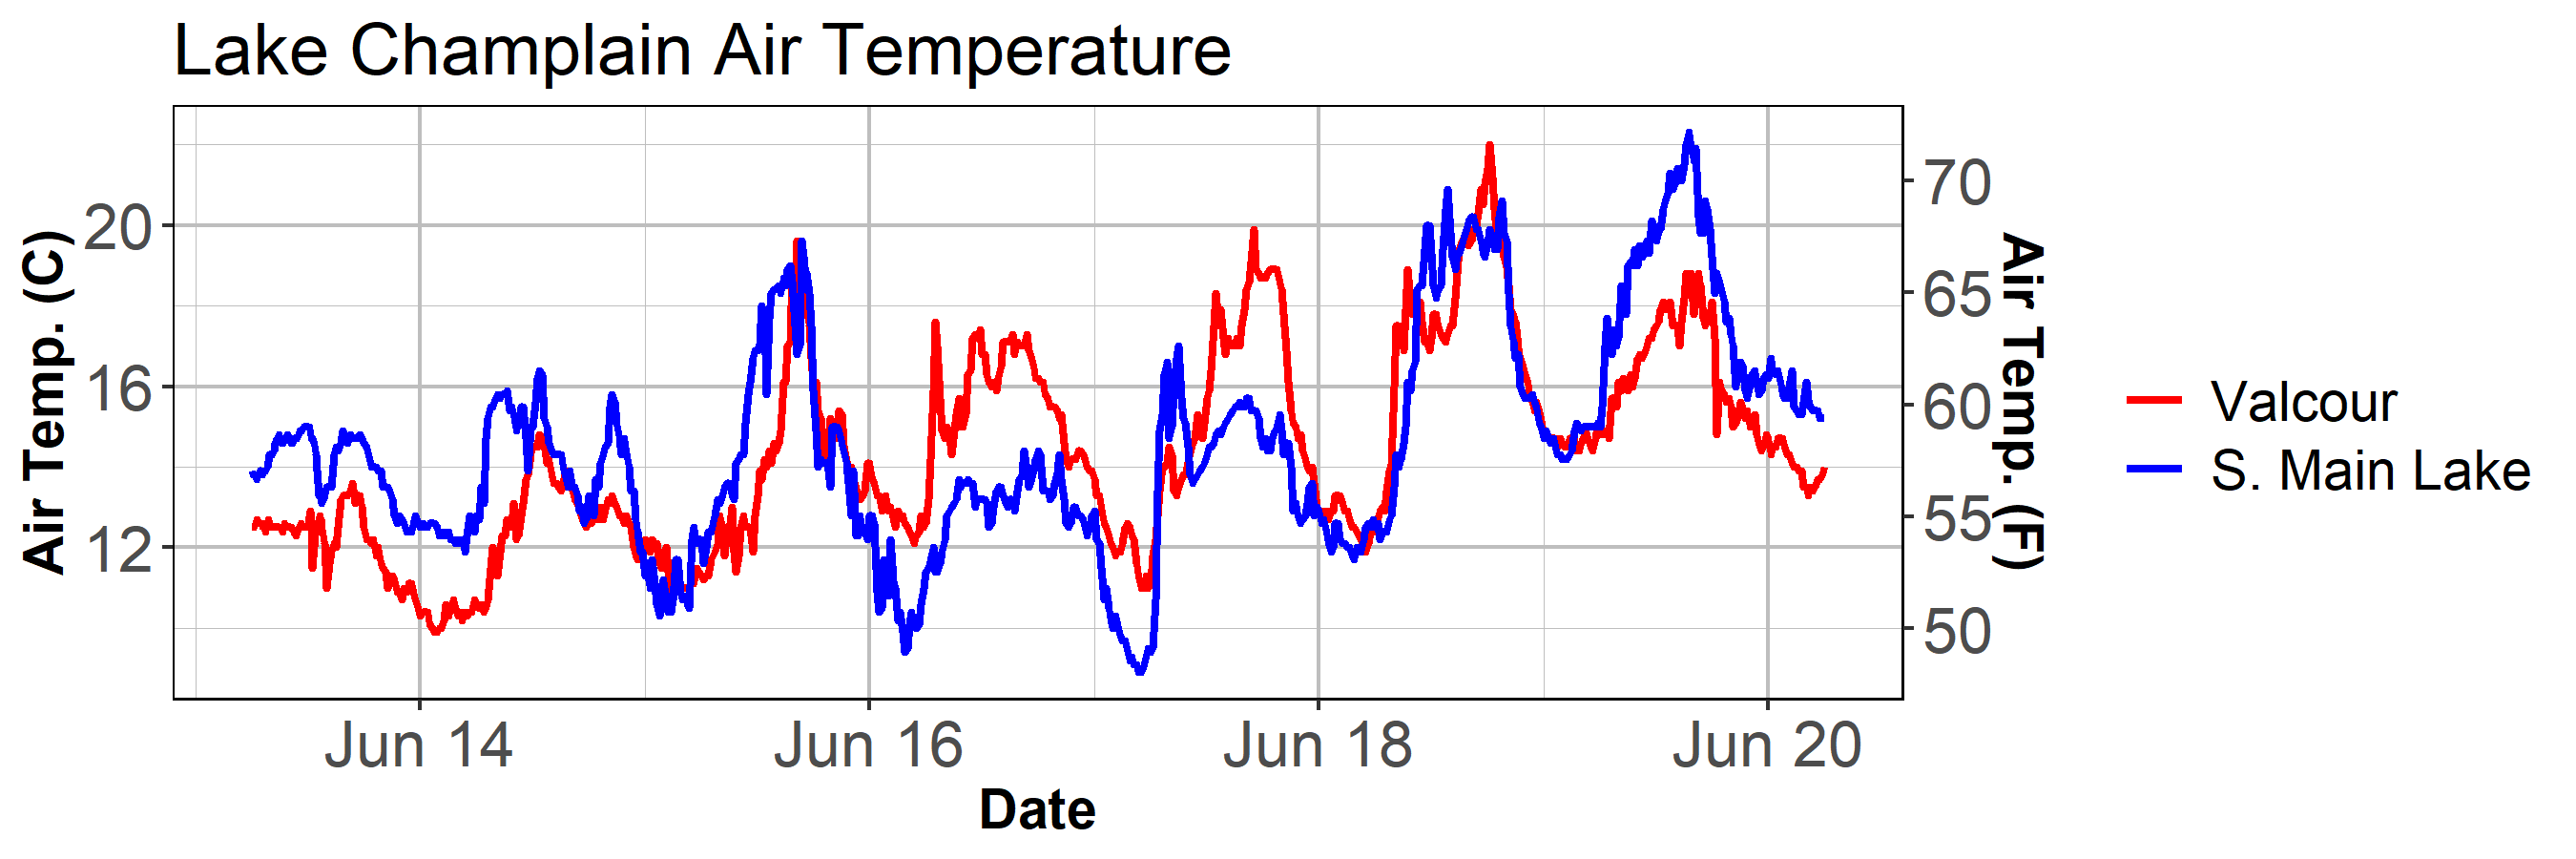 Lake Champlain Air Temperature
Air Temp. (C)
20
16
12
70
65
60
55
50
Air Temp. (F)
Jun 14 Jun 16 Jun 18 Jun 20
Date
Valcour
S. Main Lake